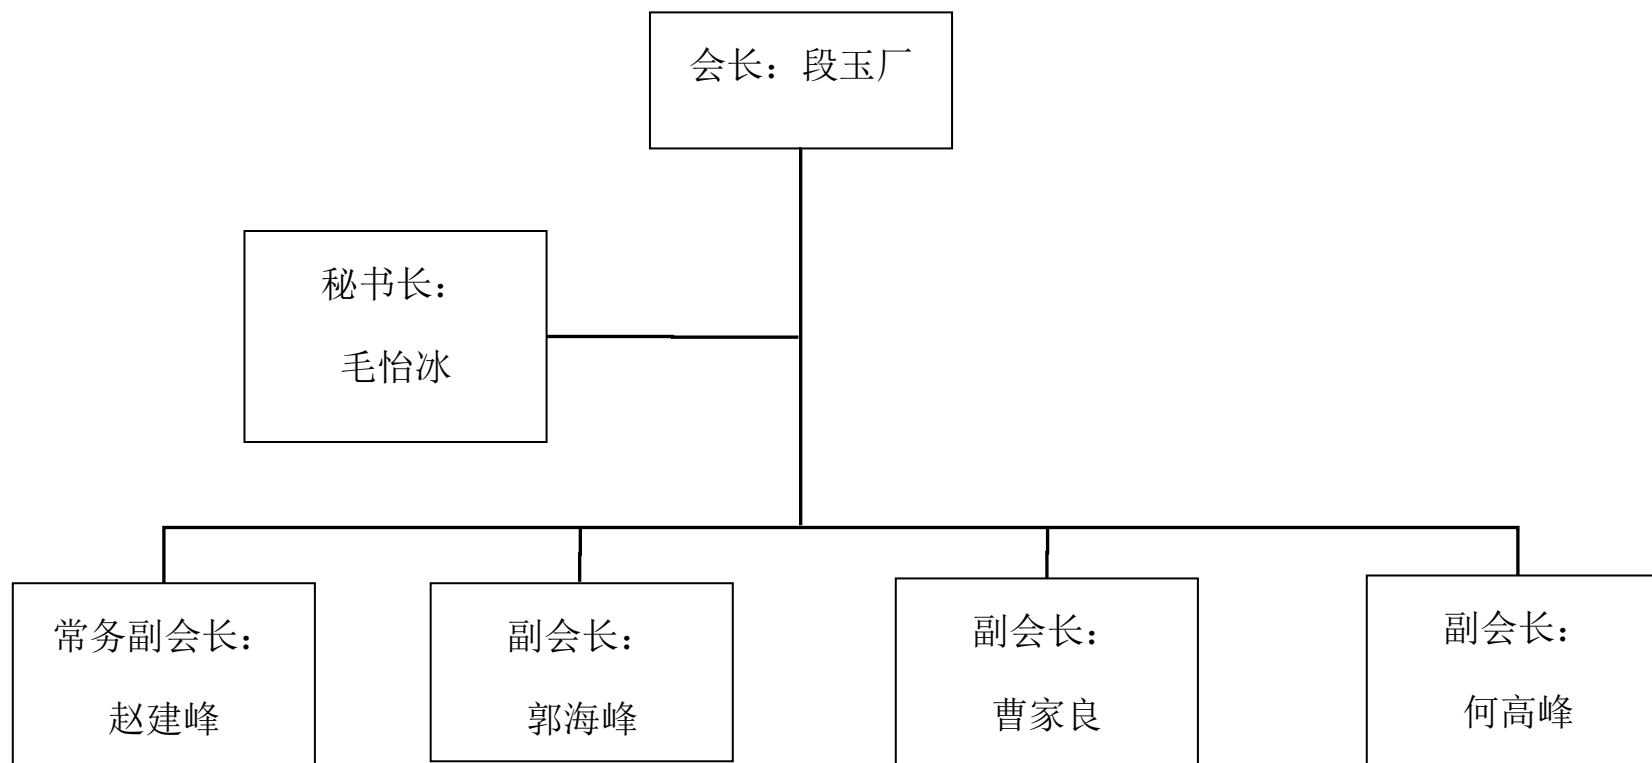 会长：段玉厂
秘书长：
毛怡冰
常务副会长：
赵建峰
副会长：
郭海峰
副会长：
曹家良
副会长：
何高峰